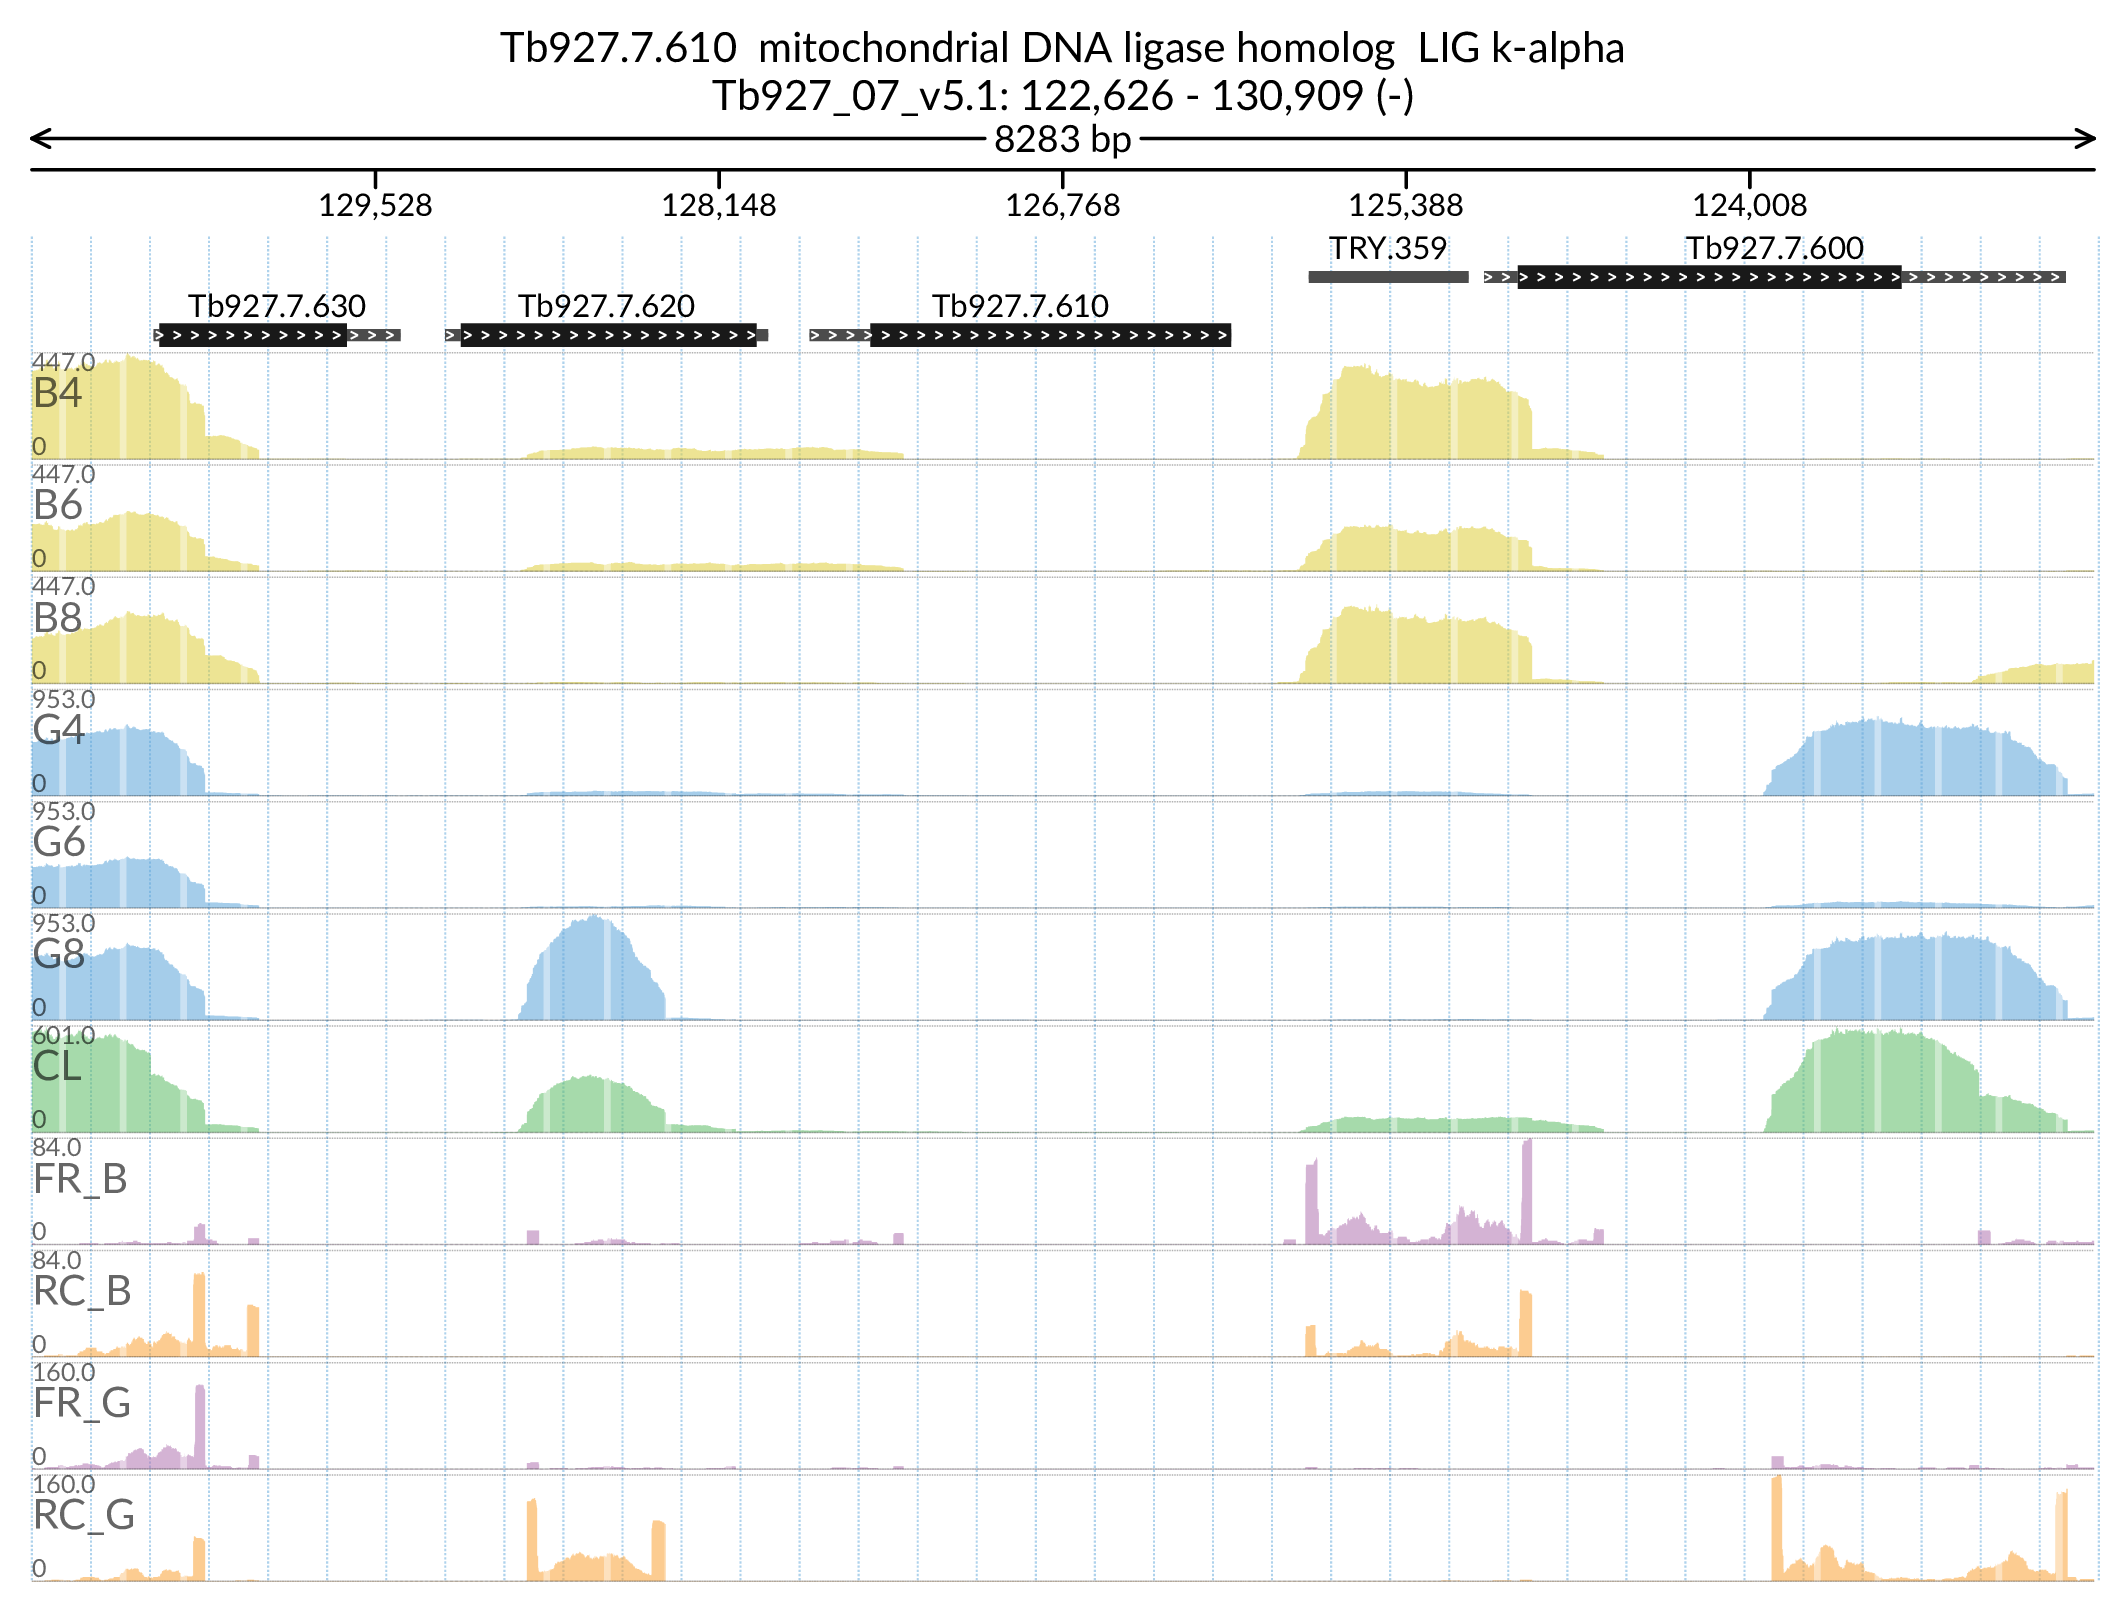 Tb927.7.610  mitochondrial DNA ligase homolog  LIG k-alpha
Tb927_07_v5.1: 122,626 - 130,909 (-)
8283 bp
129,528 128,148 126,768 125,388 124,008
TRY.359 Tb927.7.600
Tb927.7.630 Tb927.7.620 Tb927.7.610
447.0
B4
0
447.0
B6
0
447.0
B8
0
953.0
G4
0
953.0
G6
0
953.0
G8
0
601.0
CL
0
84.0
FR_B
0
84.0
RC_B
0
160.0
FR_G
0
160.0
RC_G
0